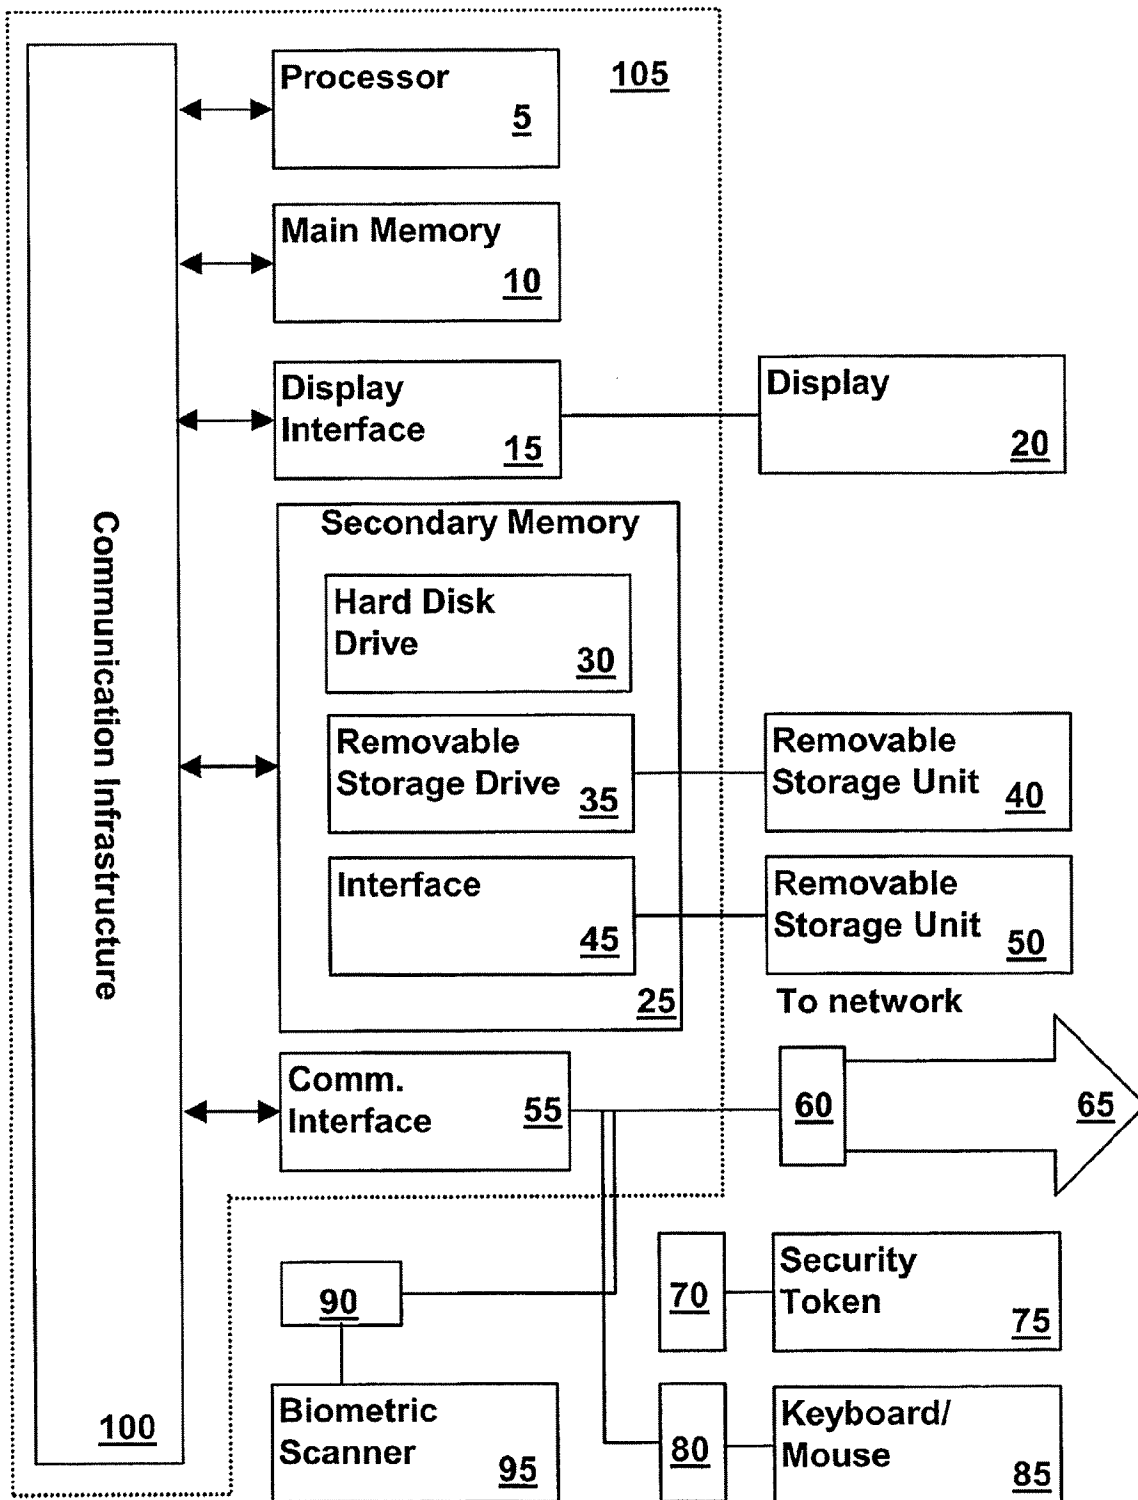 Processor
5
105
Main Memory
10
Display
Interface
15
Display
20
Secondary Memory
Hard Disk
Drive
30
Removable
Storage Drive
35
Removable
Storage Unit
40
Interface
45
Removable
Storage Unit
50
25
To network
Comm.
Interface
55
60
65
Communication Infrastructure
100
90
70
Security
Token
75
Biometric
Scanner
95
80
Keyboard/
Mouse
85